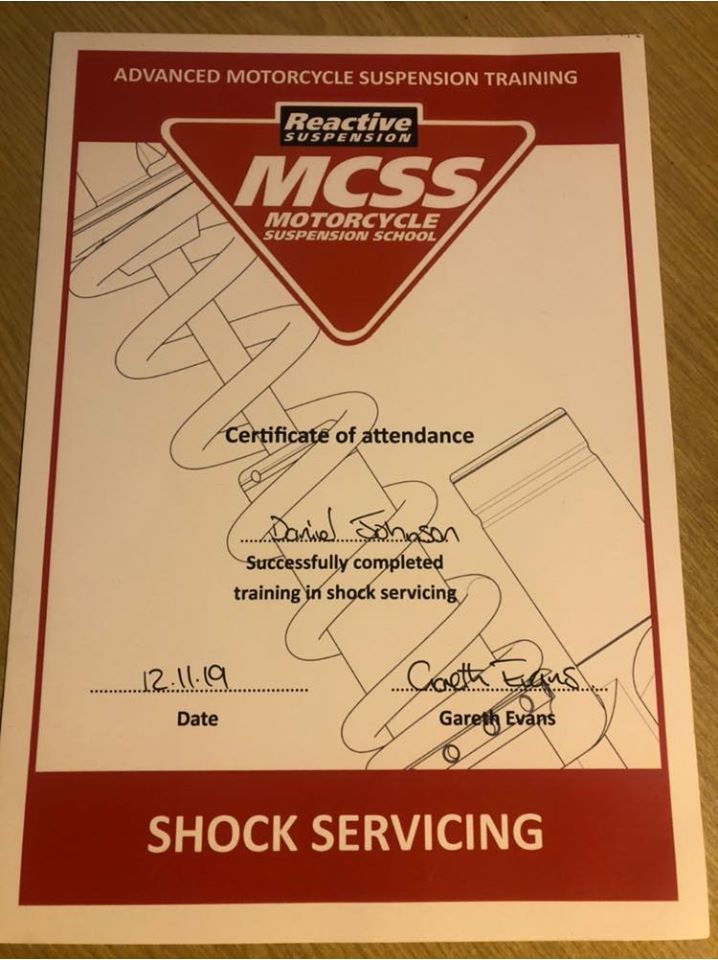 ADVANCED MOTORCYCLE SUSPENSION TRAINING
Reactive
SUSPENSION
MCSS
MOTORCYCLE
SUSPENSION SCHOOL
Certificate of attendance
Daniel Johnson
Successfully completed
training in shock servicing
12.11.19
Gareth Evans
Date
Gareth Evans
SHOCK SERVICING